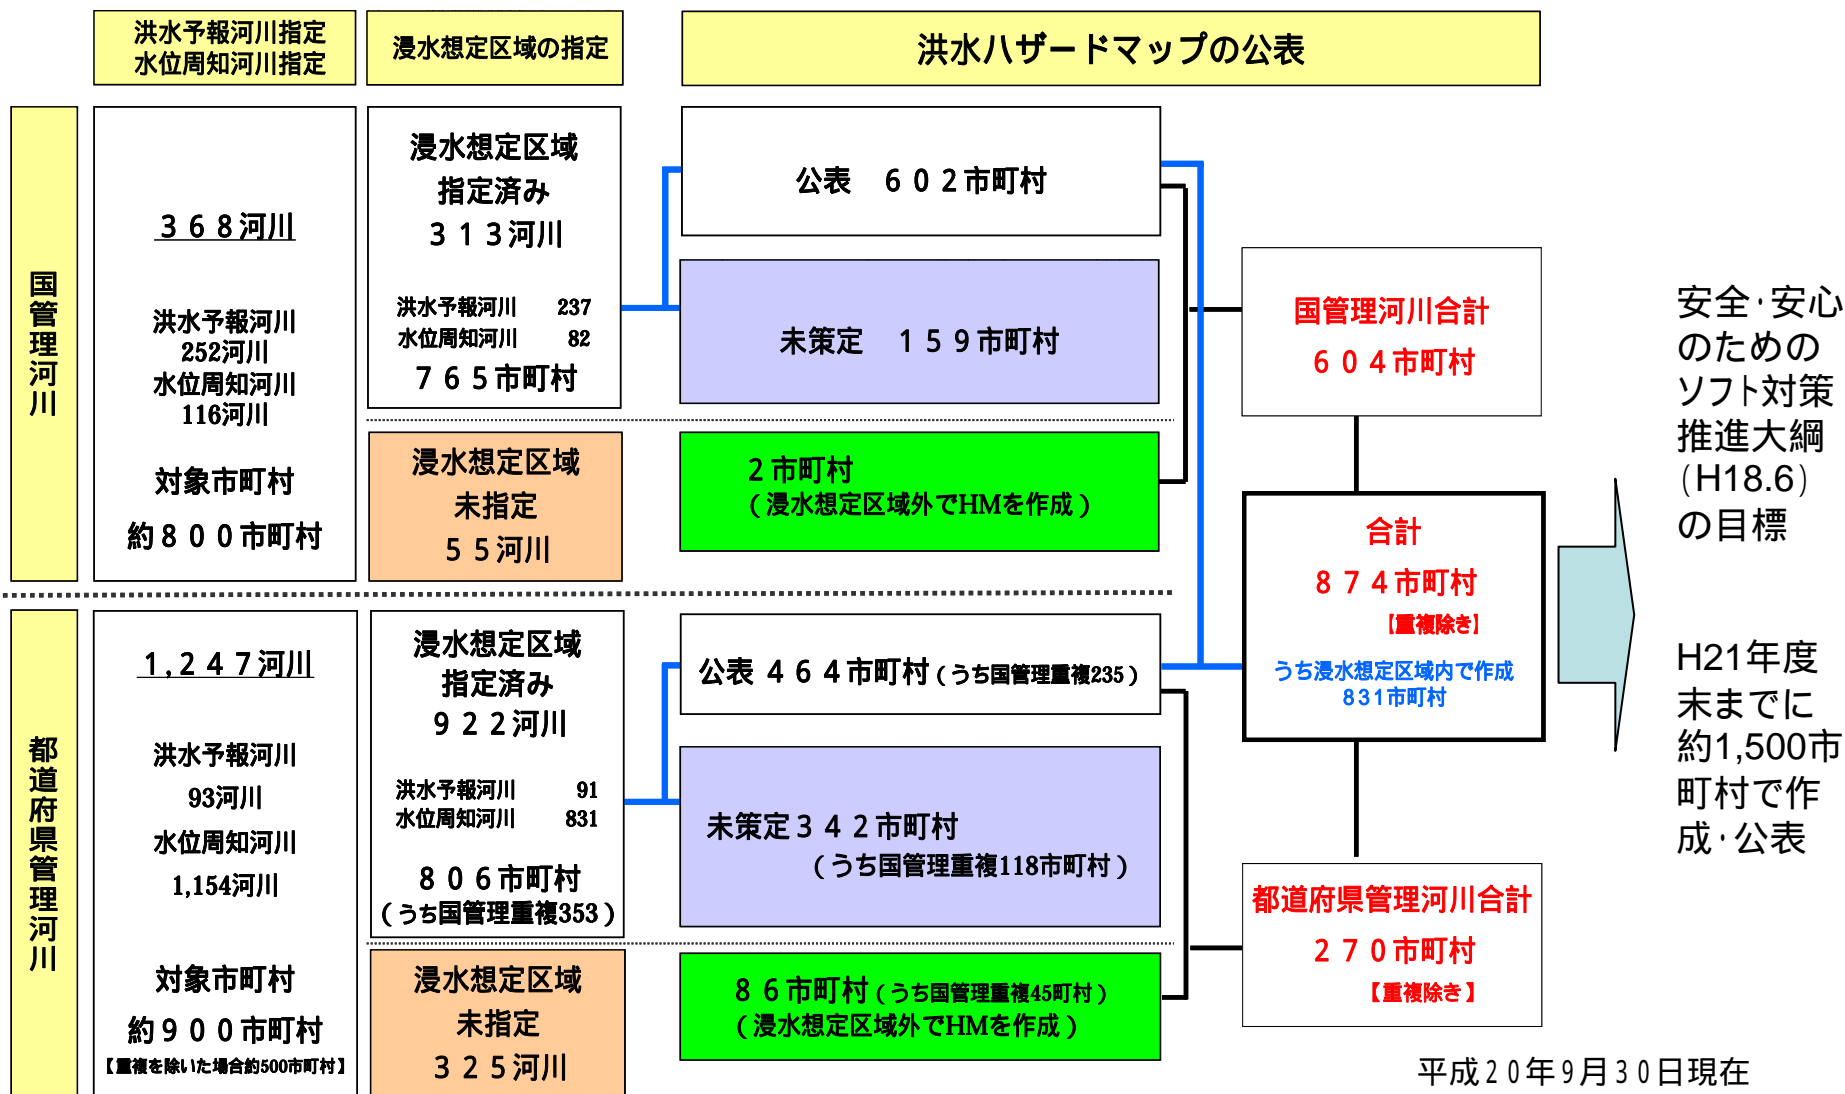 洪水予報河川指定
水位周知河川指定
浸水想定区域の指定
洪水ハザードマップの公表
国管理河川
３６８河川
洪水予報河川
252河川
水位周知河川
116河川
対象市町村
約８００市町村
浸水想定区域
指定済み
３１３河川
洪水予報河川 237
水位周知河川 82
７６５市町村
浸水想定区域
未指定
５５河川
公表　６０２市町村
未策定　１５９市町村
２市町村
（浸水想定区域外でHMを作成）
国管理河川合計
６０４市町村
合計
８７４市町村
【重複除き】
うち浸水想定区域内で作成
831市町村
都道府県管理河川
１,２４７河川
洪水予報河川
93河川
水位周知河川
1,154河川
対象市町村
約９００市町村
【重複を除いた場合約500市町村】
浸水想定区域
指定済み
９２２河川
洪水予報河川 91
水位周知河川 831
８０６市町村
（うち国管理重複353）
浸水想定区域
未指定
３２５河川
公表 ４６４市町村（うち国管理重複235）
未策定３４２市町村
（うち国管理重複118市町村）
８６市町村（うち国管理重複45町村）
（浸水想定区域外でHMを作成）
都道府県管理河川合計
２７０市町村
【重複除き】
安全・安心
のための
ソフト対策
推進大綱
（H18.6）
の目標
H21年度
末までに
約1,500市
町村で作
成・公表
平成２０年９月３０日現在